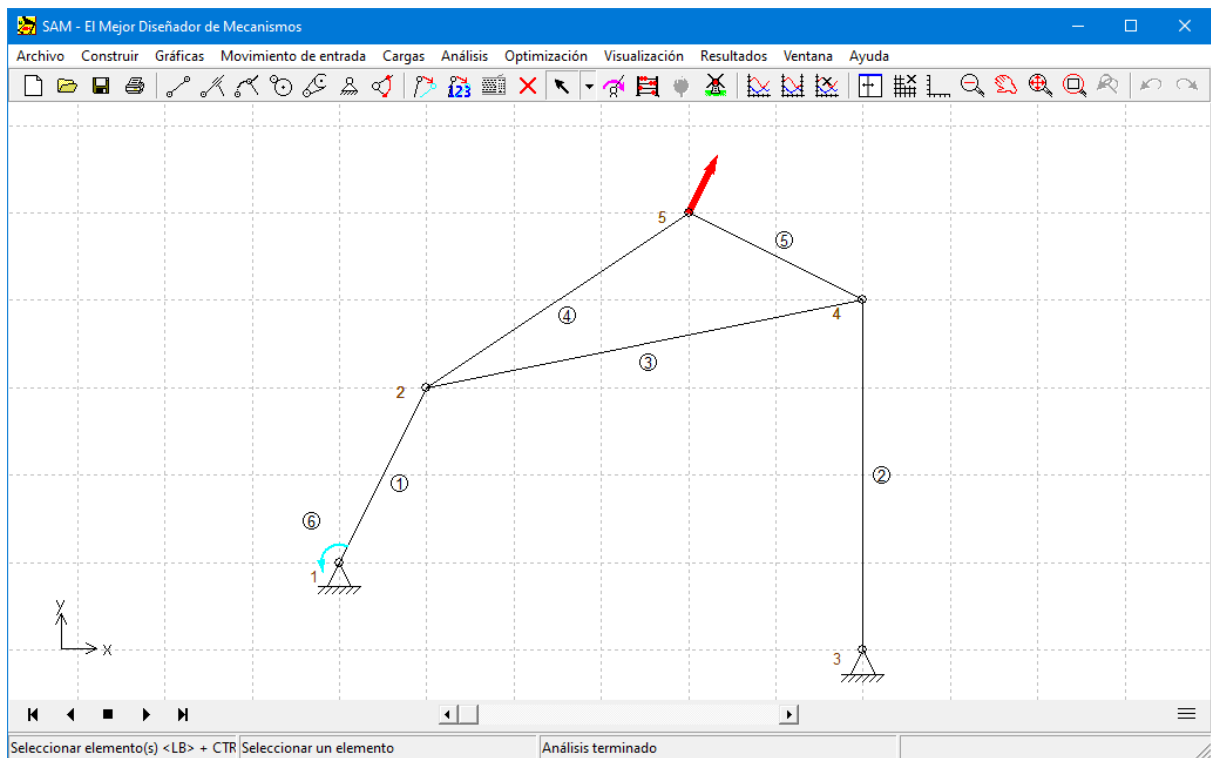 SAM - El Mejor Diseñador de Mecanismos
Archivo Construir Gráficas Movimiento de entrada Cargas Análisis Optimización Visualización Resultados Ventana Ayuda
123
5
5
4
4
3
2
1
2
6
1
y
x
3
Seleccionar elemento(s) <LB> + CTR Seleccionar un elemento Análisis terminado